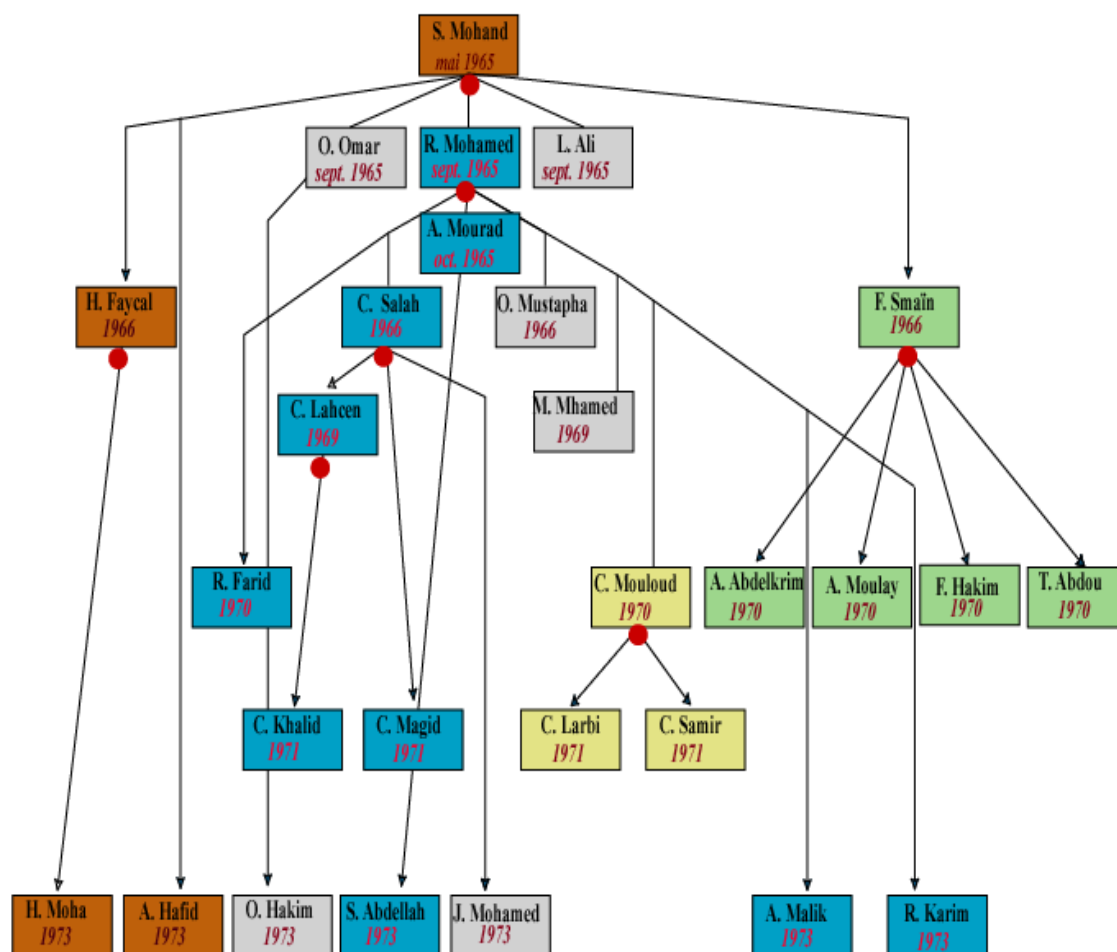 S. Mohand
mai 1965
O. Omar
sept. 1965
R. Mohamed
sept. 1965
L. Ali
sept. 1965
A. Mourad
oct. 1965
H. Faycal
1966
C. Salah
1966
O. Mustapha
1966
F. Smaïn
1966
C. Lahcen
1969
M. Mhamed
1969
R. Farid
1970
C. Mouloud
1970
A. Abdelkrim
1970
A. Moulay
1970
F. Hakim
1970
T. Abdou
1970
C. Khalid
1971
C. Magid
1971
C. Larbi
1971
C. Samir
1971
H. Moha
1973
A. Hafid
1973
O. Hakim
1973
S. Abdellah
1973
J. Mohamed
1973
A. Malik
1973
R. Karim
1973